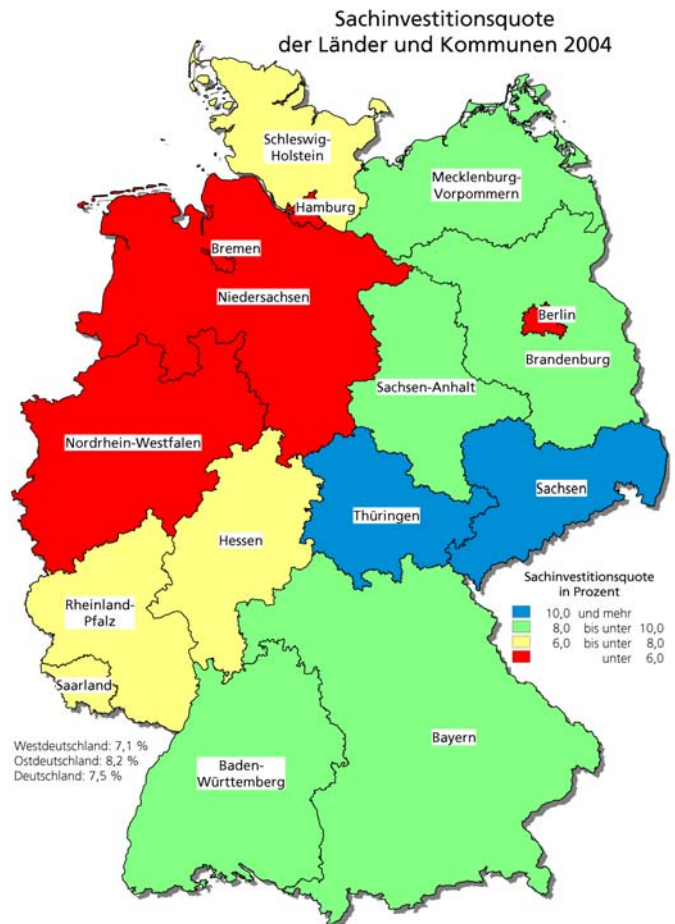 Sachinvestitionsquote
der Länder und Kommunen 2004
Schleswig-
Holstein
Mecklenburg-
Vorpommern
Hamburg
Bremen
Niedersachsen
Berlin
Brandenburg
Sachsen-Anhalt
Nordrhein-Westfalen
Sachsen
Thüringen
Hessen
Sachinvestitionsquote
in Prozent
10,0 und mehr
8,0 bis unter 10,0
6,0 bis unter 8,0
unter 6,0
Rheinland-
Pfalz
Saarland
Westdeutschland: 7,1 %
Ostdeutschland: 8,2 %
Deutschland: 7,5 %
Bayern
Baden-
Württemberg